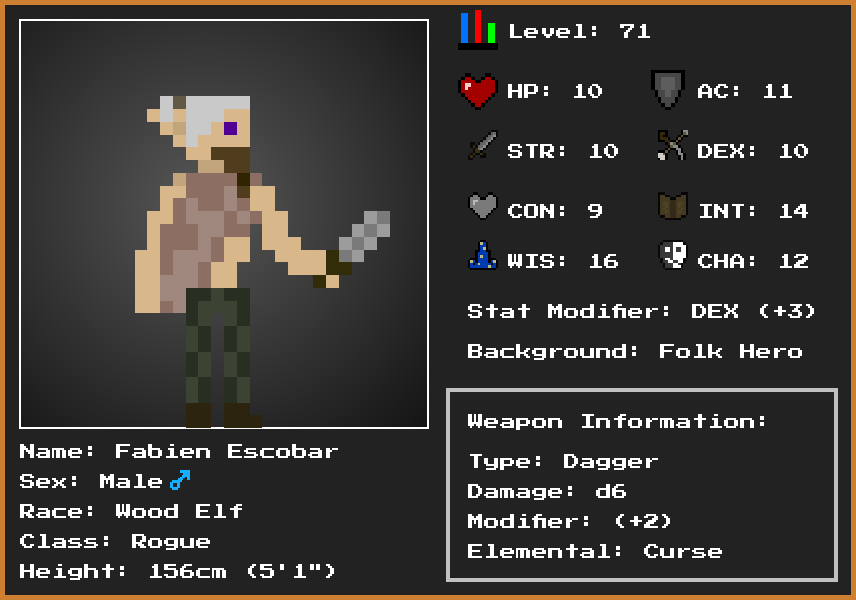 Level: 71
HP: 10 AC: 11
STR: 10 DEX: 10
CON: 9 INT: 14
WIS: 16 CHA: 12
Stat Modifier: DEX (+3)
Background: Folk Hero
Weapon Information:
Type: Dagger
Damage: d6
Modifier: (+2)
Elemental: Curse
Name: Fabien Escobar
Sex: Male ♂
Race: Wood Elf
Class: Rogue
Height: 156cm (5'1")